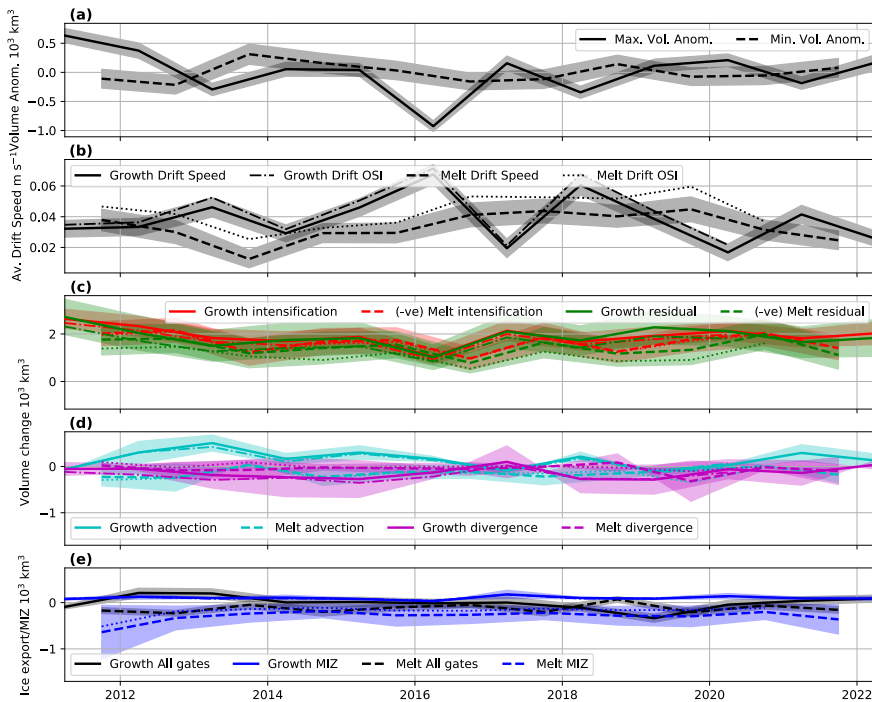 (a)
Volume Anom. 10³ km³
0.5
0.0
−0.5
−1.0
Max. Vol. Anom.
Min. Vol. Anom.
(b)
Av. Drift Speed m s⁻¹
0.06
0.04
0.02
Growth Drift Speed
Growth Drift OSI
Melt Drift Speed
Melt Drift OSI
(c)
Volume change 10³ km³
2
0
Growth intensification
(-ve) Melt intensification
Growth residual
(-ve) Melt residual
(d)
0
−1
Growth advection
Melt advection
Growth divergence
Melt divergence
(e)
Ice export/MIZ 10³ km³
0
−1
Growth All gates
Growth MIZ
Melt All gates
Melt MIZ
2012
2014
2016
2018
2020
2022